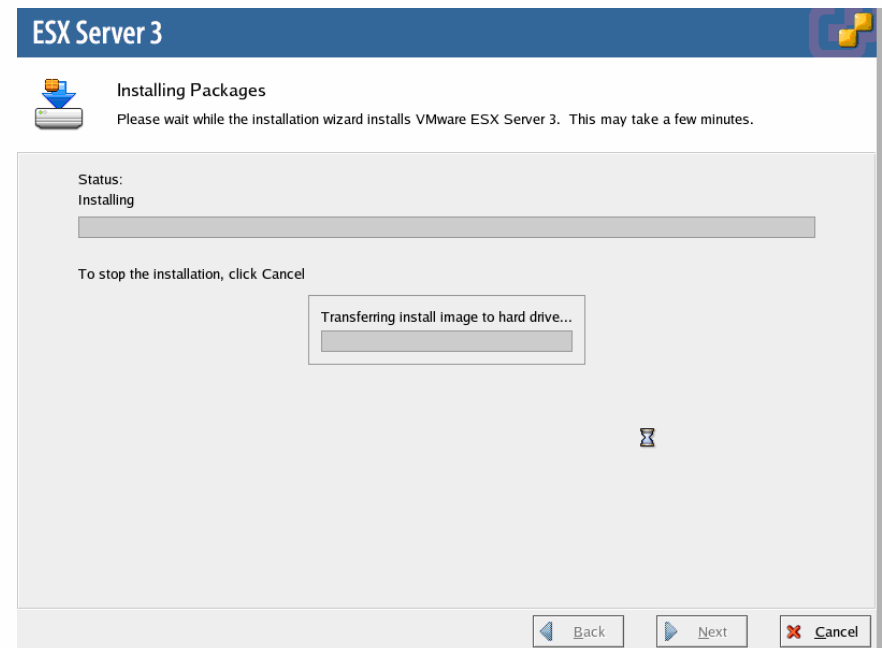 ESX Server 3
Installing Packages
Please wait while the installation wizard installs VMware ESX Server 3. This may take a few minutes.
Status:
Installing
To stop the installation, click Cancel
Transferring install image to hard drive...
Back
Next
Cancel